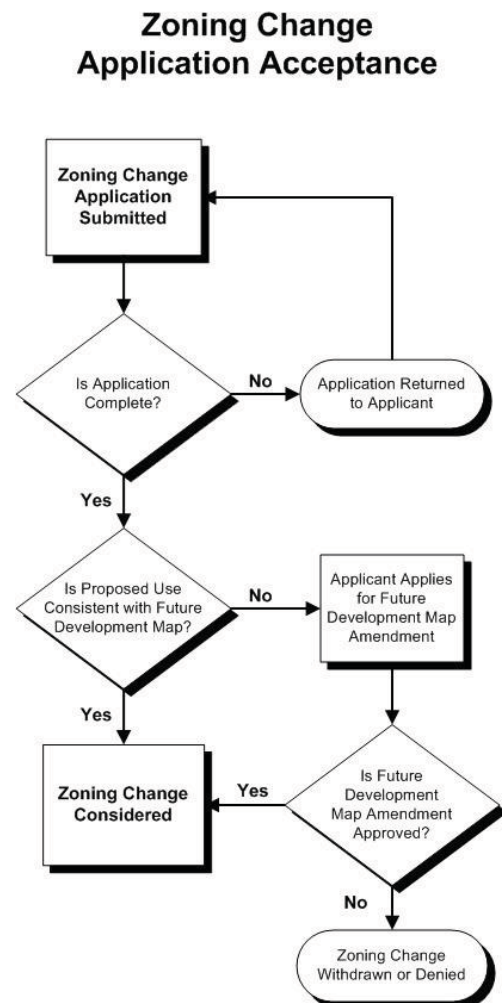 Zoning Change
Application Acceptance
Zoning Change
Application
Submitted
Is Application
Complete?
No
Application Returned
to Applicant
Yes
Is Proposed Use
Consistent with Future
Development Map?
No
Applicant Applies
for Future
Development Map
Amendment
Yes
Zoning Change
Considered
Yes
Is Future
Development
Map Amendment
Approved?
No
Zoning Change
Withdrawn or Denied